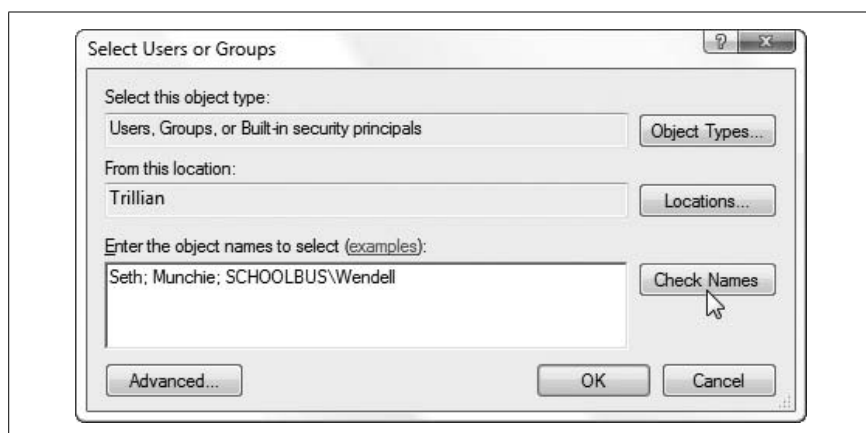 Select Users or Groups
Select this object type:
Users, Groups, or Built-in security principals
Object Types...
From this location:
Trillian
Locations...
Enter the object names to select (examples):
Seth; Munchie; SCHOOLBUS\Wendell
Check Names
Advanced...
OK
Cancel